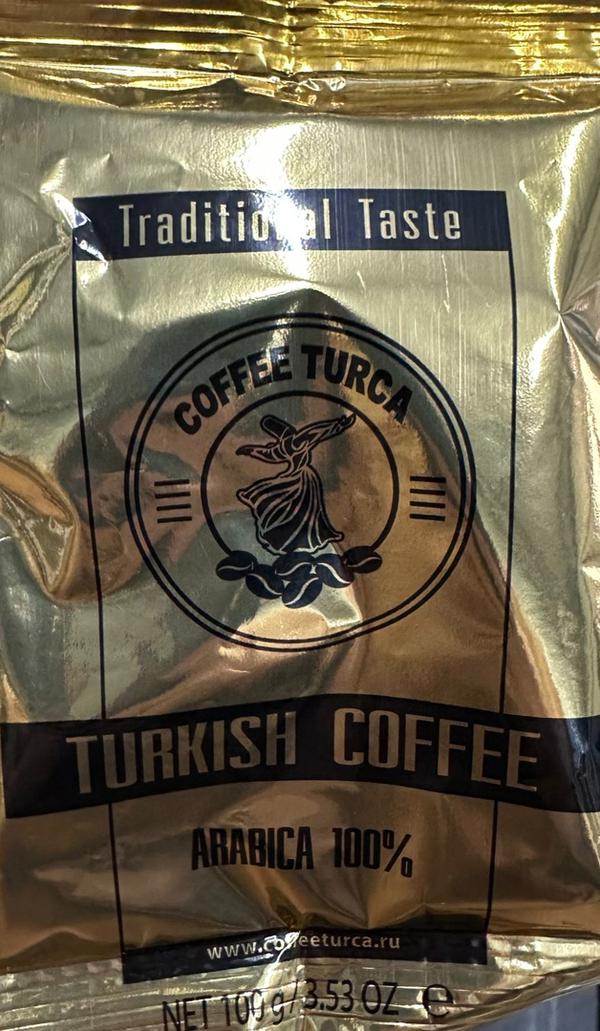 Traditional Taste
COFFEE TURCA
TURKISH COFFEE
ARABICA 100%
www.coffeeturca.ru
NET 100 g/3.53 OZ ℮